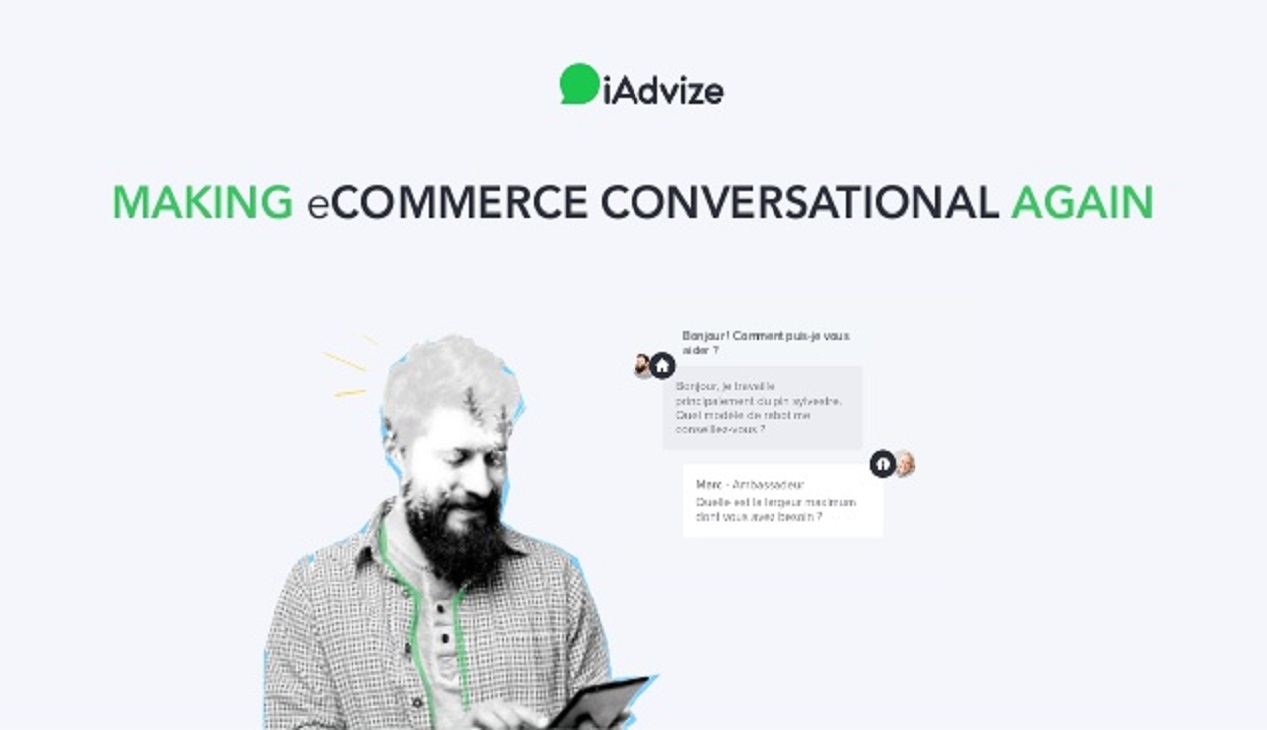 iAdvize
MAKING eCOMMERCE CONVERSATIONAL AGAIN
Bonjour ! Comment puis-je vous
aider ?
Bonjour, je travaille
principalement du pin sylvestre.
Quel modèle de rabot me
conseillez-vous ?
Marc - Ambassadeur
Quelle est la largeur maximum
dont vous avez besoin ?